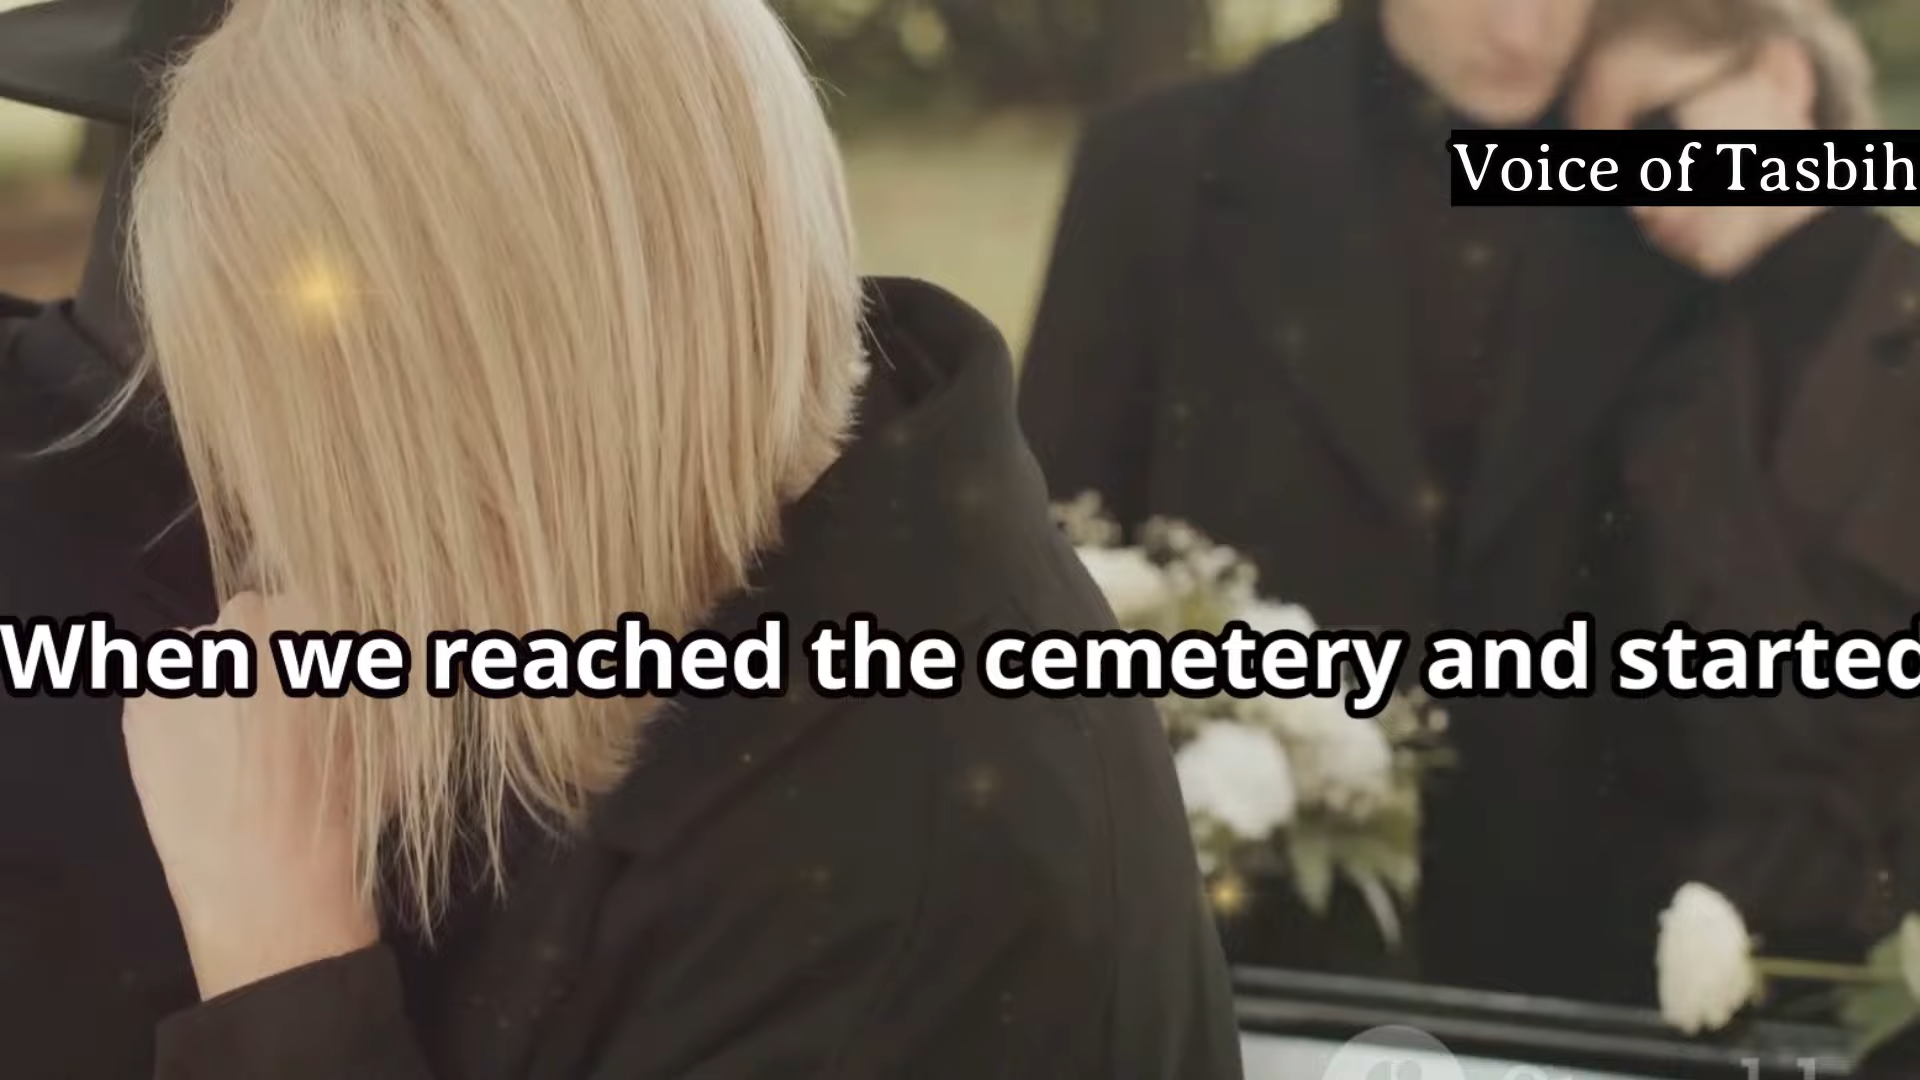 Voice of Tasbih
When we reached the cemetery and started